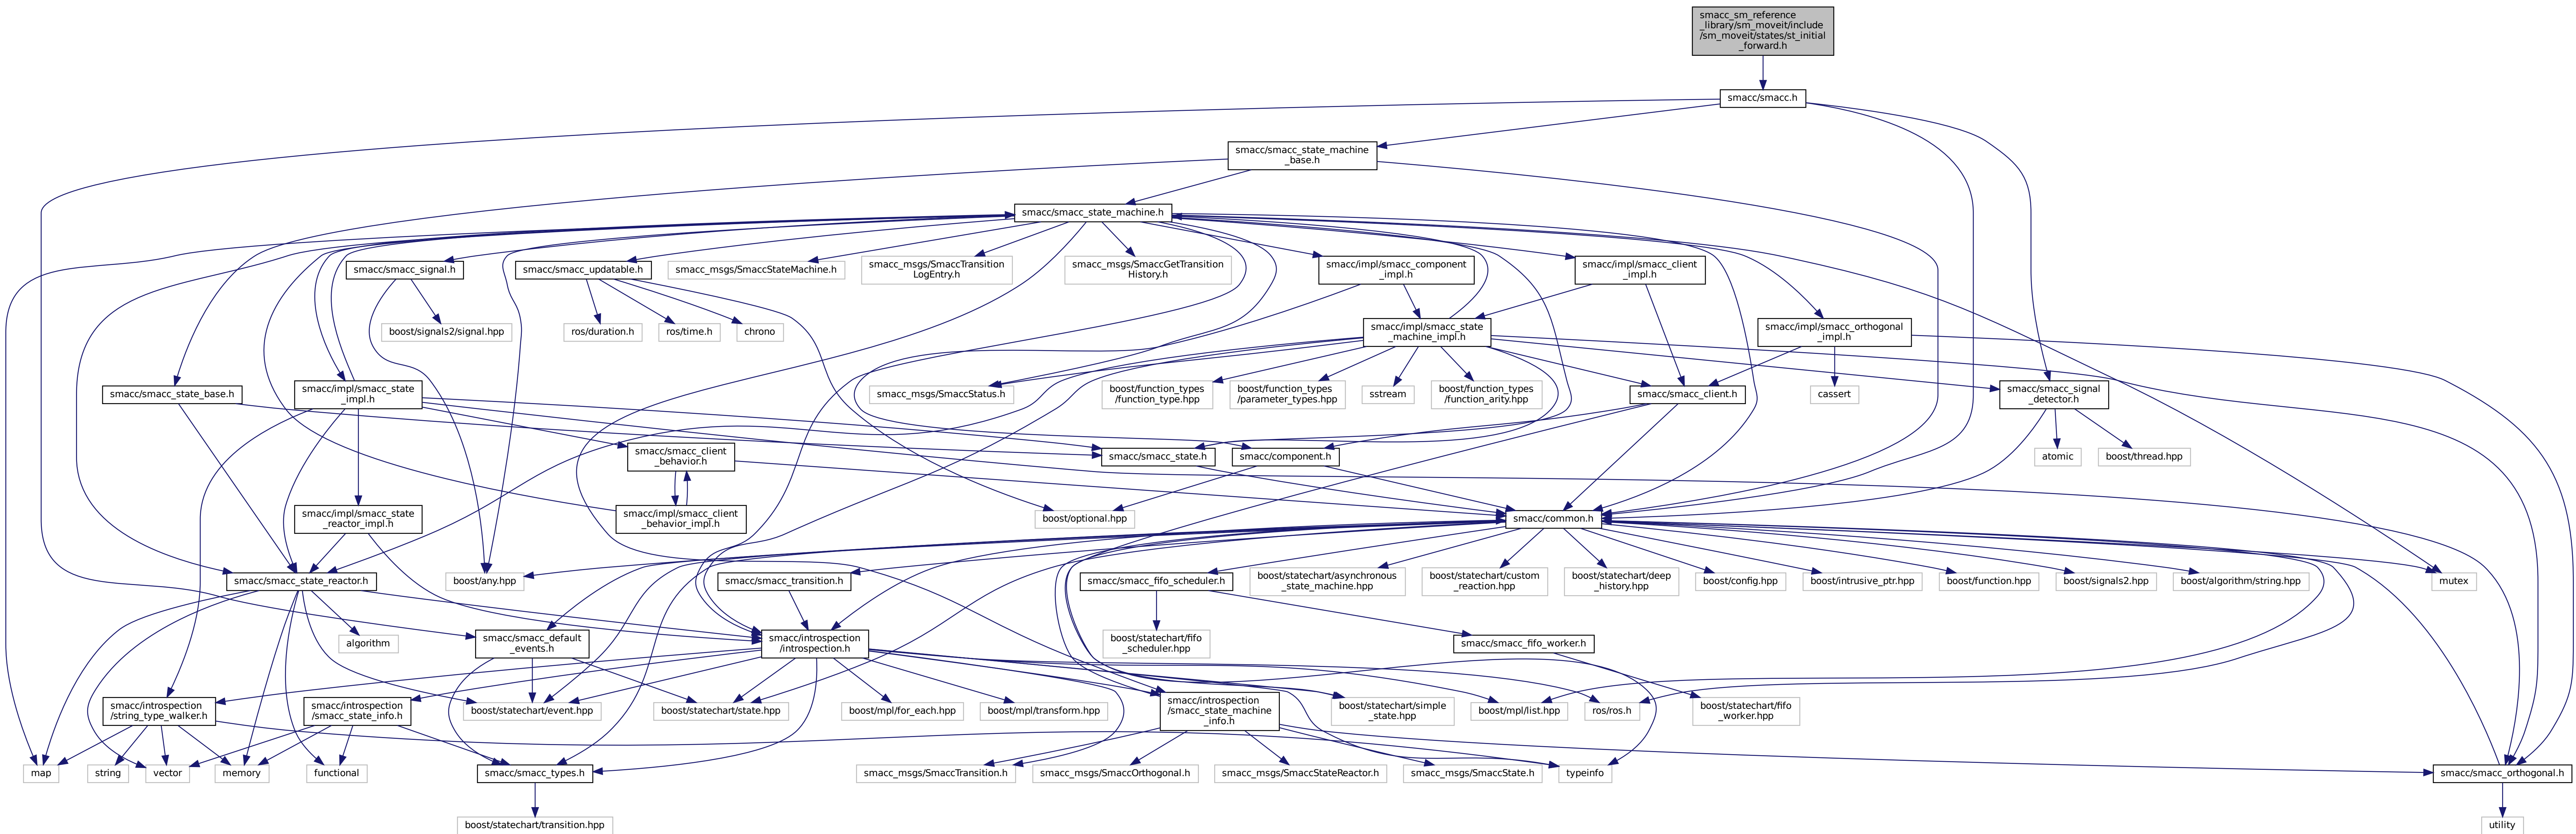 smacc_sm_reference
_library/sm_moveit/include
/sm_moveit/states/st_initial
_forward.h
smacc/smacc.h
smacc/smacc_state_machine
_base.h
smacc/smacc_state_machine.h
smacc/smacc_signal.h
smacc/smacc_updatable.h
smacc_msgs/SmaccStateMachine.h
smacc_msgs/SmaccTransition
LogEntry.h
smacc_msgs/SmaccGetTransition
History.h
smacc/impl/smacc_component
_impl.h
smacc/impl/smacc_client
_impl.h
boost/signals2/signal.hpp
ros/duration.h
ros/time.h
chrono
smacc/impl/smacc_state
_machine_impl.h
smacc/impl/smacc_orthogonal
_impl.h
smacc/smacc_state_base.h
smacc/impl/smacc_state
_impl.h
smacc_msgs/SmaccStatus.h
boost/function_types
/function_type.hpp
boost/function_types
/parameter_types.hpp
sstream
boost/function_types
/function_arity.hpp
smacc/smacc_client.h
cassert
smacc/smacc_signal
_detector.h
smacc/smacc_client
_behavior.h
smacc/smacc_state.h
smacc/component.h
atomic
boost/thread.hpp
smacc/impl/smacc_state
_reactor_impl.h
smacc/impl/smacc_client
_behavior_impl.h
boost/optional.hpp
smacc/common.h
smacc/smacc_state_reactor.h
boost/any.hpp
smacc/smacc_transition.h
smacc/smacc_fifo_scheduler.h
boost/statechart/asynchronous
_state_machine.hpp
boost/statechart/custom
_reaction.hpp
boost/statechart/deep
_history.hpp
boost/config.hpp
boost/intrusive_ptr.hpp
boost/function.hpp
boost/signals2.hpp
boost/algorithm/string.hpp
mutex
algorithm
smacc/smacc_default
_events.h
smacc/introspection
/introspection.h
boost/statechart/fifo
_scheduler.hpp
smacc/smacc_fifo_worker.h
smacc/introspection
/string_type_walker.h
smacc/introspection
/smacc_state_info.h
boost/statechart/event.hpp
boost/statechart/state.hpp
boost/mpl/for_each.hpp
boost/mpl/transform.hpp
smacc/introspection
/smacc_state_machine
_info.h
boost/statechart/simple
_state.hpp
boost/mpl/list.hpp
ros/ros.h
boost/statechart/fifo
_worker.hpp
map
string
vector
memory
functional
smacc/smacc_types.h
smacc_msgs/SmaccTransition.h
smacc_msgs/SmaccOrthogonal.h
smacc_msgs/SmaccStateReactor.h
smacc_msgs/SmaccState.h
typeinfo
smacc/smacc_orthogonal.h
boost/statechart/transition.hpp
utility